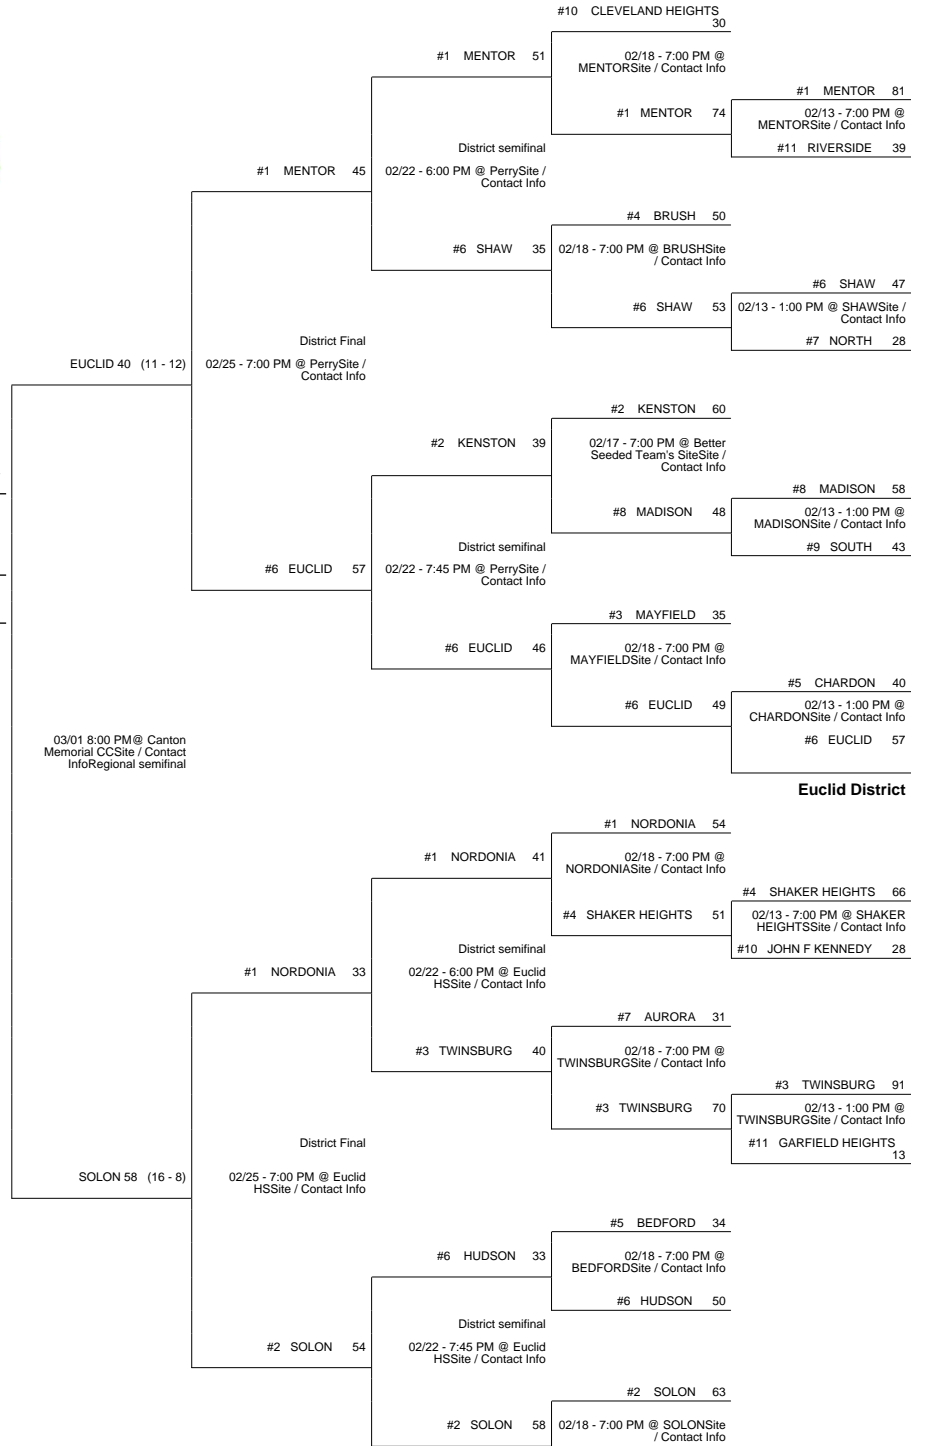 #10 CLEVELAND HEIGHTS
30
#1 MENTOR 51
02/18 - 7:00 PM @
MENTORSite / Contact Info
#1 MENTOR 81
#1 MENTOR 74
02/13 - 7:00 PM @
MENTORSite / Contact Info
District semifinal
#11 RIVERSIDE 39
#1 MENTOR 45
02/22 - 6:00 PM @ PerrySite /
Contact Info
#4 BRUSH 50
#6 SHAW 35
02/18 - 7:00 PM @ BRUSHSite
/ Contact Info
#6 SHAW 47
#6 SHAW 53
02/13 - 1:00 PM @ SHAWSite /
Contact Info
District Final
#7 NORTH 28
EUCLID 40 (11 - 12)
02/25 - 7:00 PM @ PerrySite /
Contact Info
#2 KENSTON 60
#2 KENSTON 39
02/17 - 7:00 PM @ Better
Seeded Team's SiteSite /
Contact Info
#8 MADISON 58
#8 MADISON 48
02/13 - 1:00 PM @
MADISONSite / Contact Info
District semifinal
#9 SOUTH 43
#6 EUCLID 57
02/22 - 7:45 PM @ PerrySite /
Contact Info
#3 MAYFIELD 35
#6 EUCLID 46
02/18 - 7:00 PM @
MAYFIELDSite / Contact Info
#5 CHARDON 40
#6 EUCLID 49
02/13 - 1:00 PM @
CHARDONSite / Contact Info
#6 EUCLID 57
03/01 8:00 PM@ Canton
Memorial CCSite / Contact
InfoRegional semifinal
Euclid District
#1 NORDONIA 54
#1 NORDONIA 41
02/18 - 7:00 PM @
NORDONIASite / Contact Info
#4 SHAKER HEIGHTS 66
#4 SHAKER HEIGHTS 51
02/13 - 7:00 PM @ SHAKER
HEIGHTSSite / Contact Info
District semifinal
#10 JOHN F KENNEDY 28
#1 NORDONIA 33
02/22 - 6:00 PM @ Euclid
HSSite / Contact Info
#7 AURORA 31
#3 TWINSBURG 40
02/18 - 7:00 PM @
TWINSBURGSite / Contact Info
#3 TWINSBURG 91
#3 TWINSBURG 70
02/13 - 1:00 PM @
TWINSBURGSite / Contact Info
District Final
#11 GARFIELD HEIGHTS
13
SOLON 58 (16 - 8)
02/25 - 7:00 PM @ Euclid
HSSite / Contact Info
#5 BEDFORD 34
#6 HUDSON 33
02/18 - 7:00 PM @
BEDFORDSite / Contact Info
#6 HUDSON 50
District semifinal
#2 SOLON 54
02/22 - 7:45 PM @ Euclid
HSSite / Contact Info
#2 SOLON 63
#2 SOLON 58
02/18 - 7:00 PM @ SOLONSite
/ Contact Info